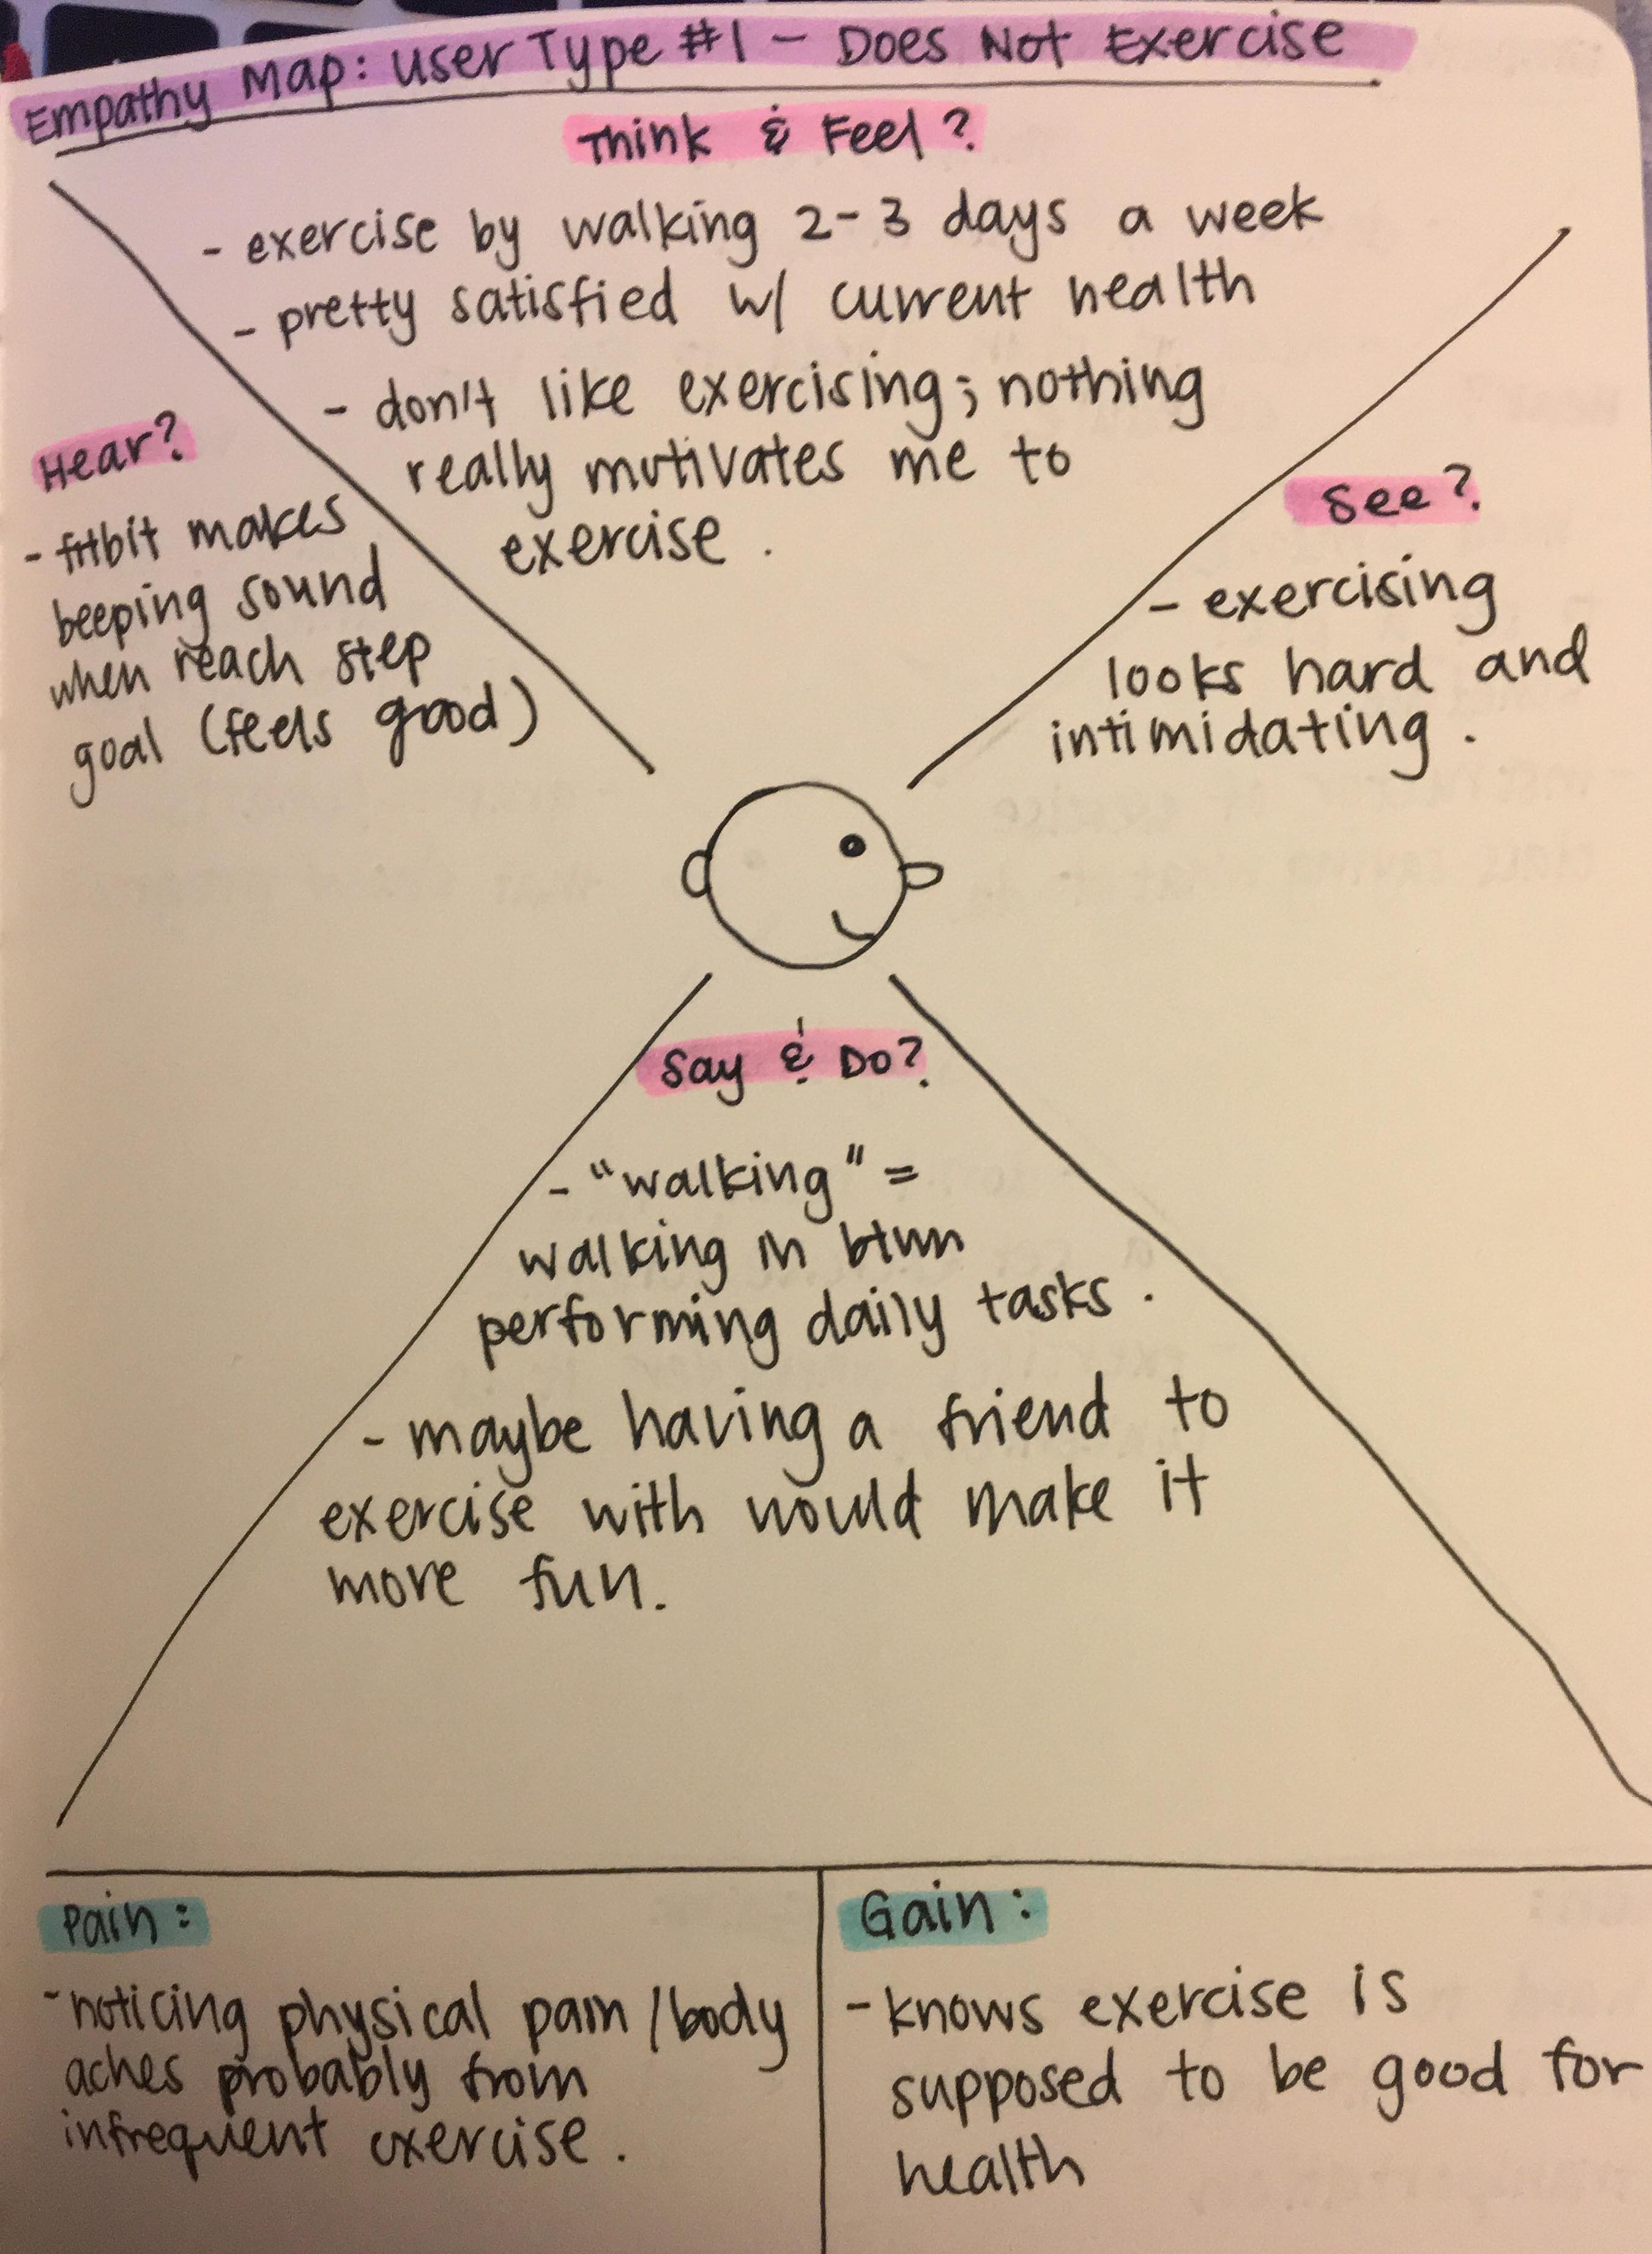 Empathy Map: User Type #1 - Does Not Exercise
Think & Feel?
- exercise by walking 2-3 days a week
- pretty satisfied w/ current health
- don't like exercising; nothing
really motivates me to
exercise.
Hear?
- fitbit makes
beeping sound
when reach step
goal (feels good)
See?
- exercising
looks hard and
intimidating.
Say & Do?
- "walking" =
walking in btwn
performing daily tasks.
- maybe having a friend to
exercise with would make it
more fun.
Pain:
- noticing physical pain/body
aches probably from
infrequent exercise.
Gain:
- knows exercise is
supposed to be good for
health